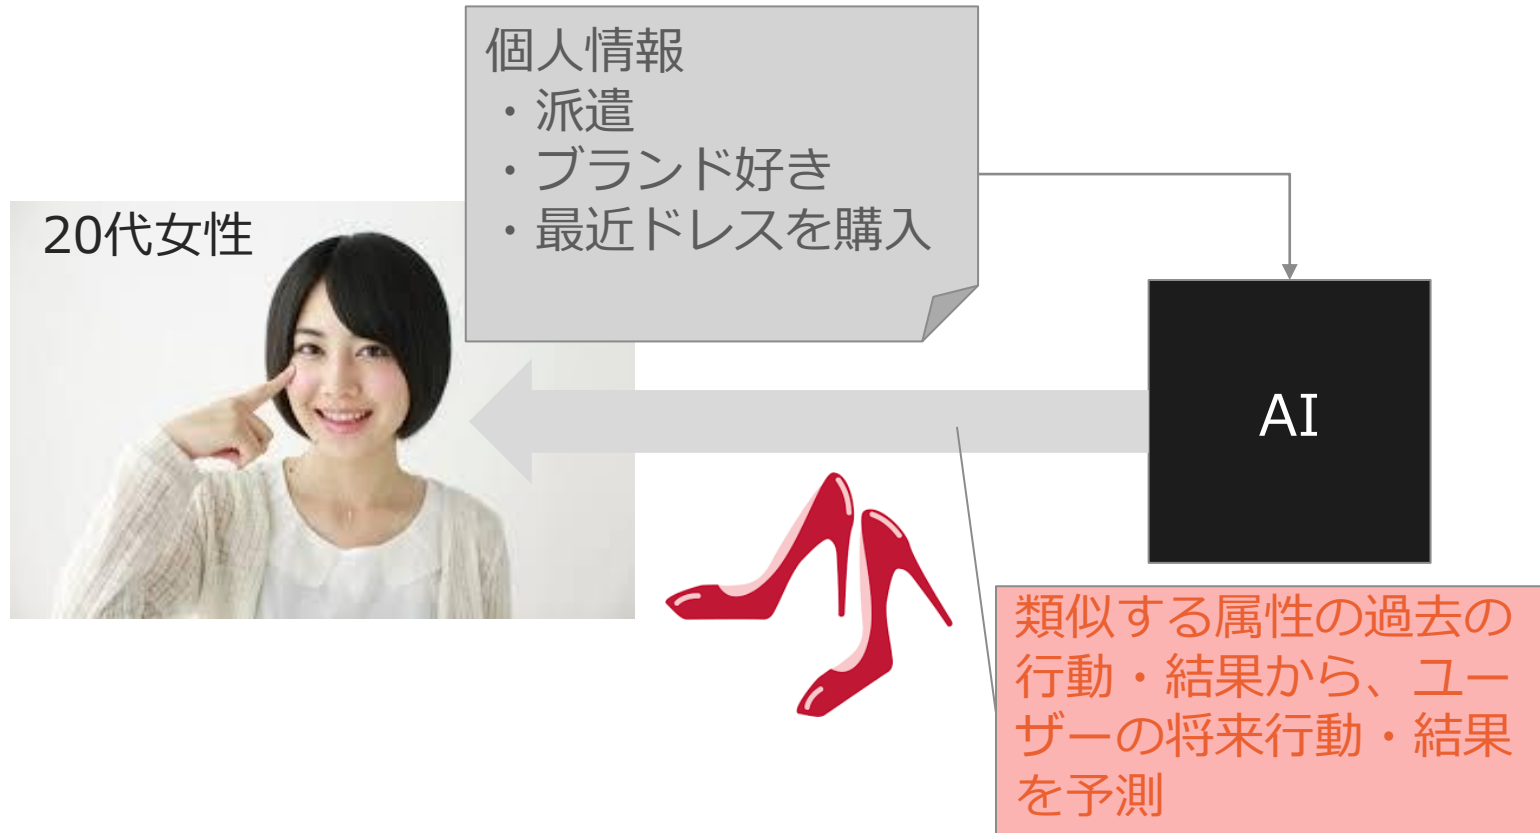 個人情報
・派遣
・ブランド好き
・最近ドレスを購入
20代女性
AI
類似する属性の過去の
行動・結果から、ユー
ザーの将来行動・結果
を予測